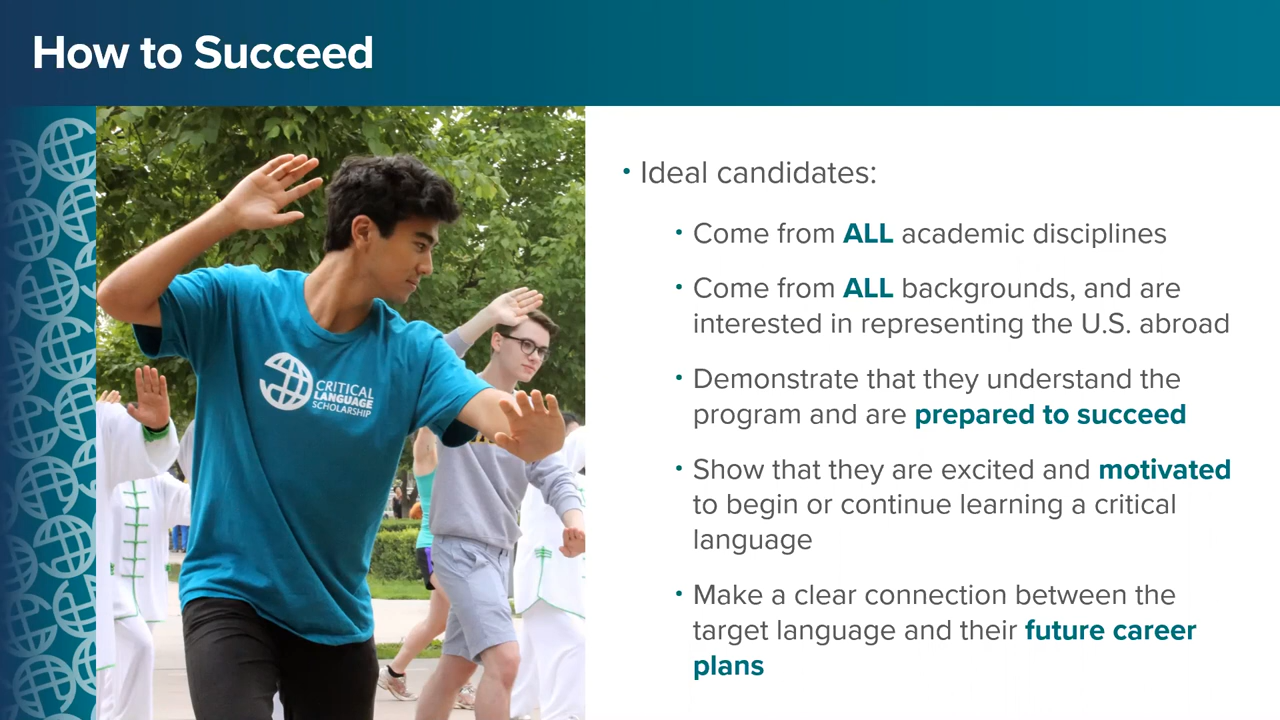 How to Succeed
CRITICAL
LANGUAGE
SCHOLARSHIP
• Ideal candidates:
• Come from ALL academic disciplines
• Come from ALL backgrounds, and are
interested in representing the U.S. abroad
• Demonstrate that they understand the
program and are prepared to succeed
• Show that they are excited and motivated
to begin or continue learning a critical
language
• Make a clear connection between the
target language and their future career
plans